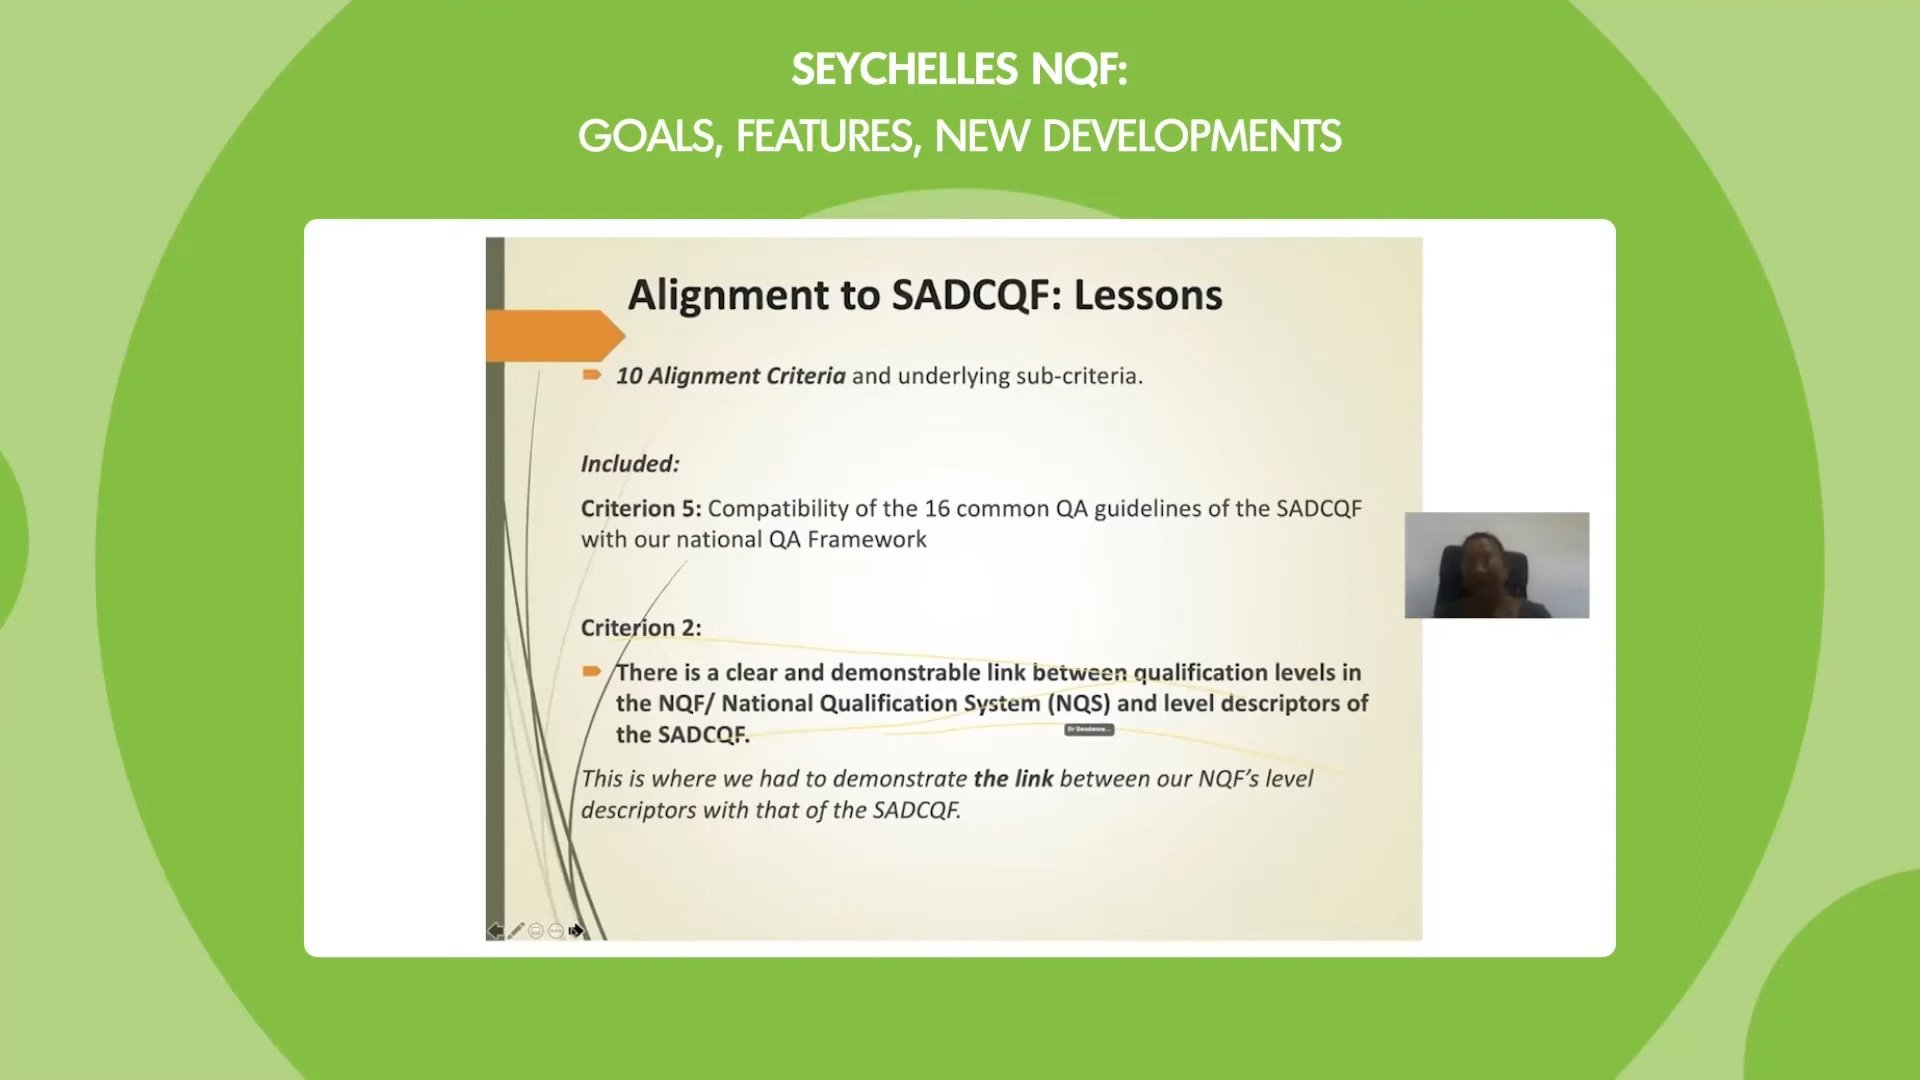 SEYCHELLES NQF:
GOALS, FEATURES, NEW DEVELOPMENTS
Alignment to SADCQF: Lessons
10 Alignment Criteria and underlying sub-criteria.
Included:
Criterion 5: Compatibility of the 16 common QA guidelines of the SADCQF
with our national QA Framework
Criterion 2:
There is a clear and demonstrable link between qualification levels in
the NQF/ National Qualification System (NQS) and level descriptors of
the SADCQF.
This is where we had to demonstrate the link between our NQF's level
descriptors with that of the SADCQF.